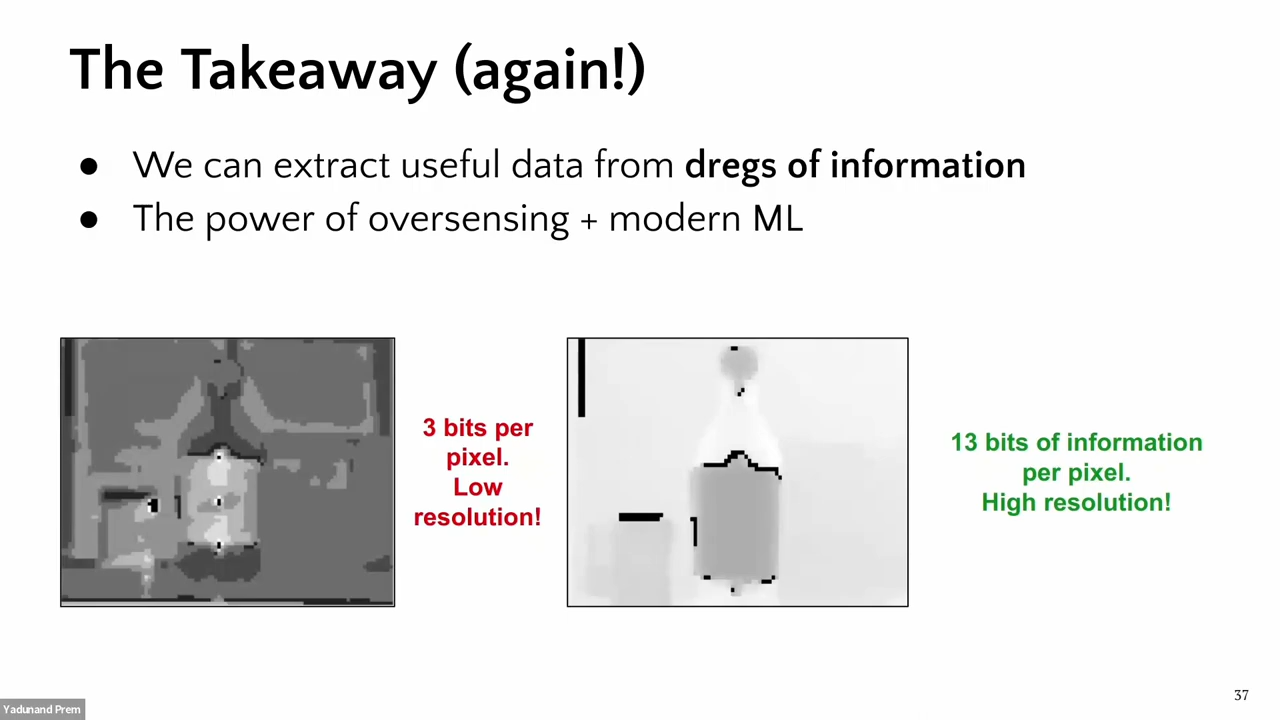 The Takeaway (again!)
● We can extract useful data from dregs of information
● The power of oversensing + modern ML
3 bits per
pixel.
Low
resolution!
13 bits of information
per pixel.
High resolution!
37
Yadunand Prem